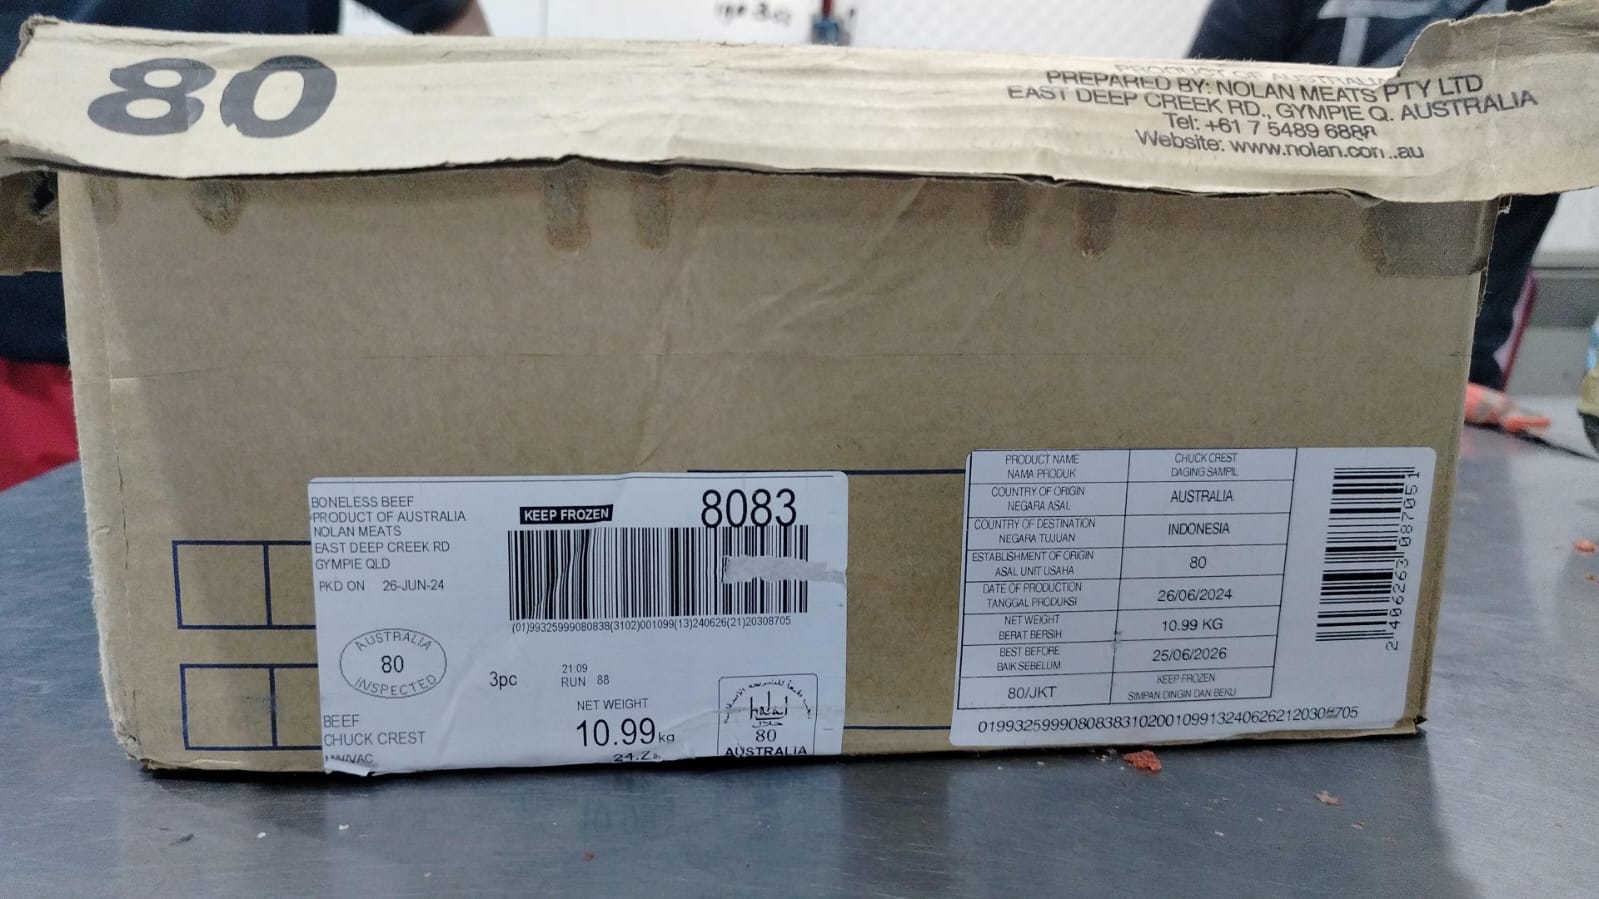 80
PRODUCT OF AUSTRALIA
PREPARED BY: NOLAN MEATS PTY LTD
EAST DEEP CREEK RD., GYMPIE Q. AUSTRALIA
Tel: +61 7 5489 6888
Website: www.nolan.com.au
BONELESS BEEF
PRODUCT OF AUSTRALIA
NOLAN MEATS
EAST DEEP CREEK RD
GYMPIE QLD
PKD ON 26-JUN-24
KEEP FROZEN
8083
(01)99325999080838(3102)001099(13)240626(21)20308705
AUSTRALIA
80
INSPECTED
3pc
21:09
RUN 88
NET WEIGHT
10.99kg
24.2
BEEF
CHUCK CREST
halal
80
AUSTRALIA
PRODUCT NAME
NAMA PRODUK
CHUCK CREST
DAGING SAMPIL
COUNTRY OF ORIGIN
NEGARA ASAL
AUSTRALIA
COUNTRY OF DESTINATION
NEGARA TUJUAN
INDONESIA
ESTABLISHMENT OF ORIGIN
ASAL UNIT USAHA
80
DATE OF PRODUCTION
TANGGAL PRODUKSI
26/06/2024
NET WEIGHT
BERAT BERSIH
10.99 KG
BEST BEFORE
BAIK SEBELUM
25/06/2026
80/JKT
KEEP FROZEN
SIMPAN DINGIN DAN BEKU
01993259990808383102001099132406262120308705
2 406263 087051